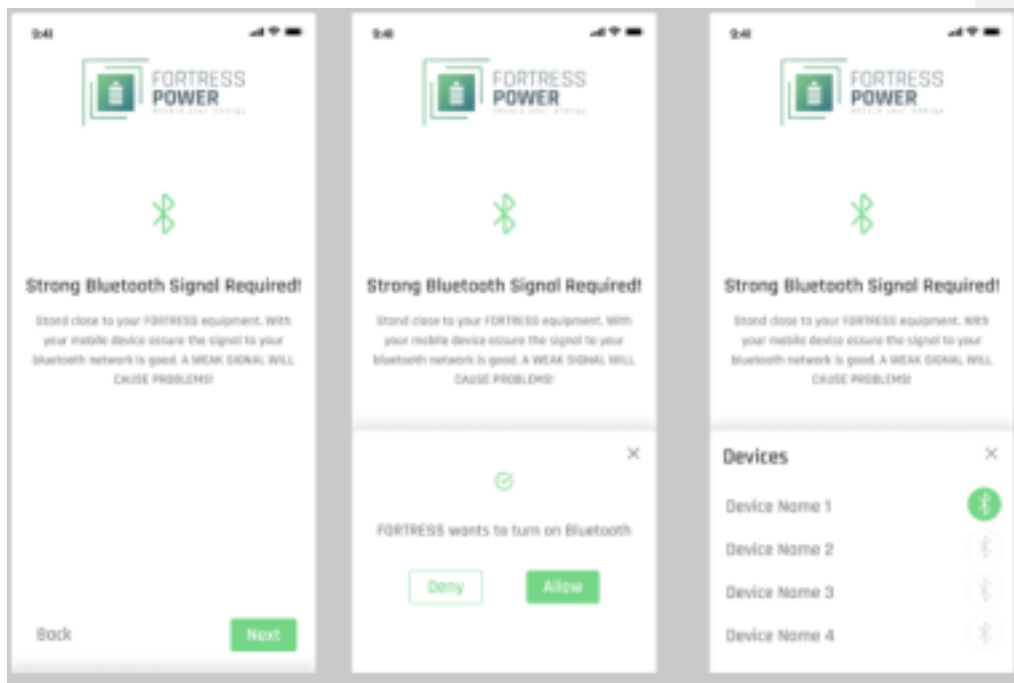 9:41
FORTRESS
POWER
Strong Bluetooth Signal Required!
Stand close to your FORTRESS equipment. With
your mobile device assure the signal to your
bluetooth network is good. A WEAK SIGNAL WILL
CAUSE PROBLEMS!
Back
Next
9:41
FORTRESS
POWER
Strong Bluetooth Signal Required!
Stand close to your FORTRESS equipment. With
your mobile device assure the signal to your
bluetooth network is good. A WEAK SIGNAL WILL
CAUSE PROBLEMS!
FORTRESS wants to turn on Bluetooth
Deny
Allow
9:41
FORTRESS
POWER
Strong Bluetooth Signal Required!
Stand close to your FORTRESS equipment. With
your mobile device assure the signal to your
bluetooth network is good. A WEAK SIGNAL WILL
CAUSE PROBLEMS!
Devices
Device Name 1
Device Name 2
Device Name 3
Device Name 4